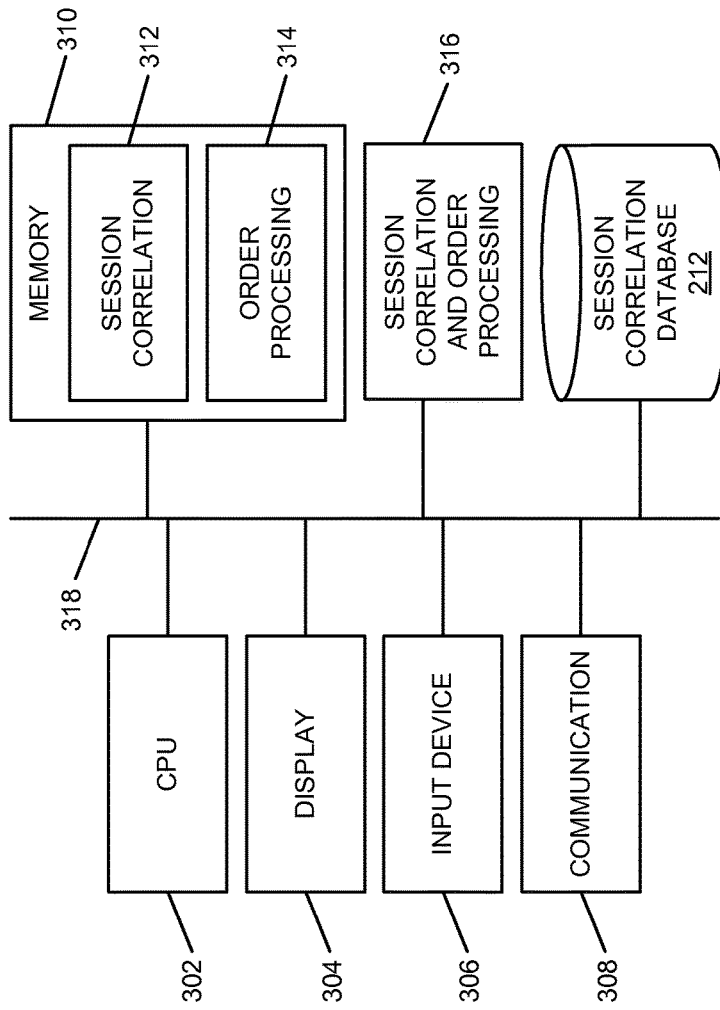 302
CPU
304
DISPLAY
306
INPUT DEVICE
308
COMMUNICATION
318
310
MEMORY
312
SESSION
CORRELATION
314
ORDER
PROCESSING
316
SESSION
CORRELATION
AND ORDER
PROCESSING
SESSION
CORRELATION
DATABASE
212